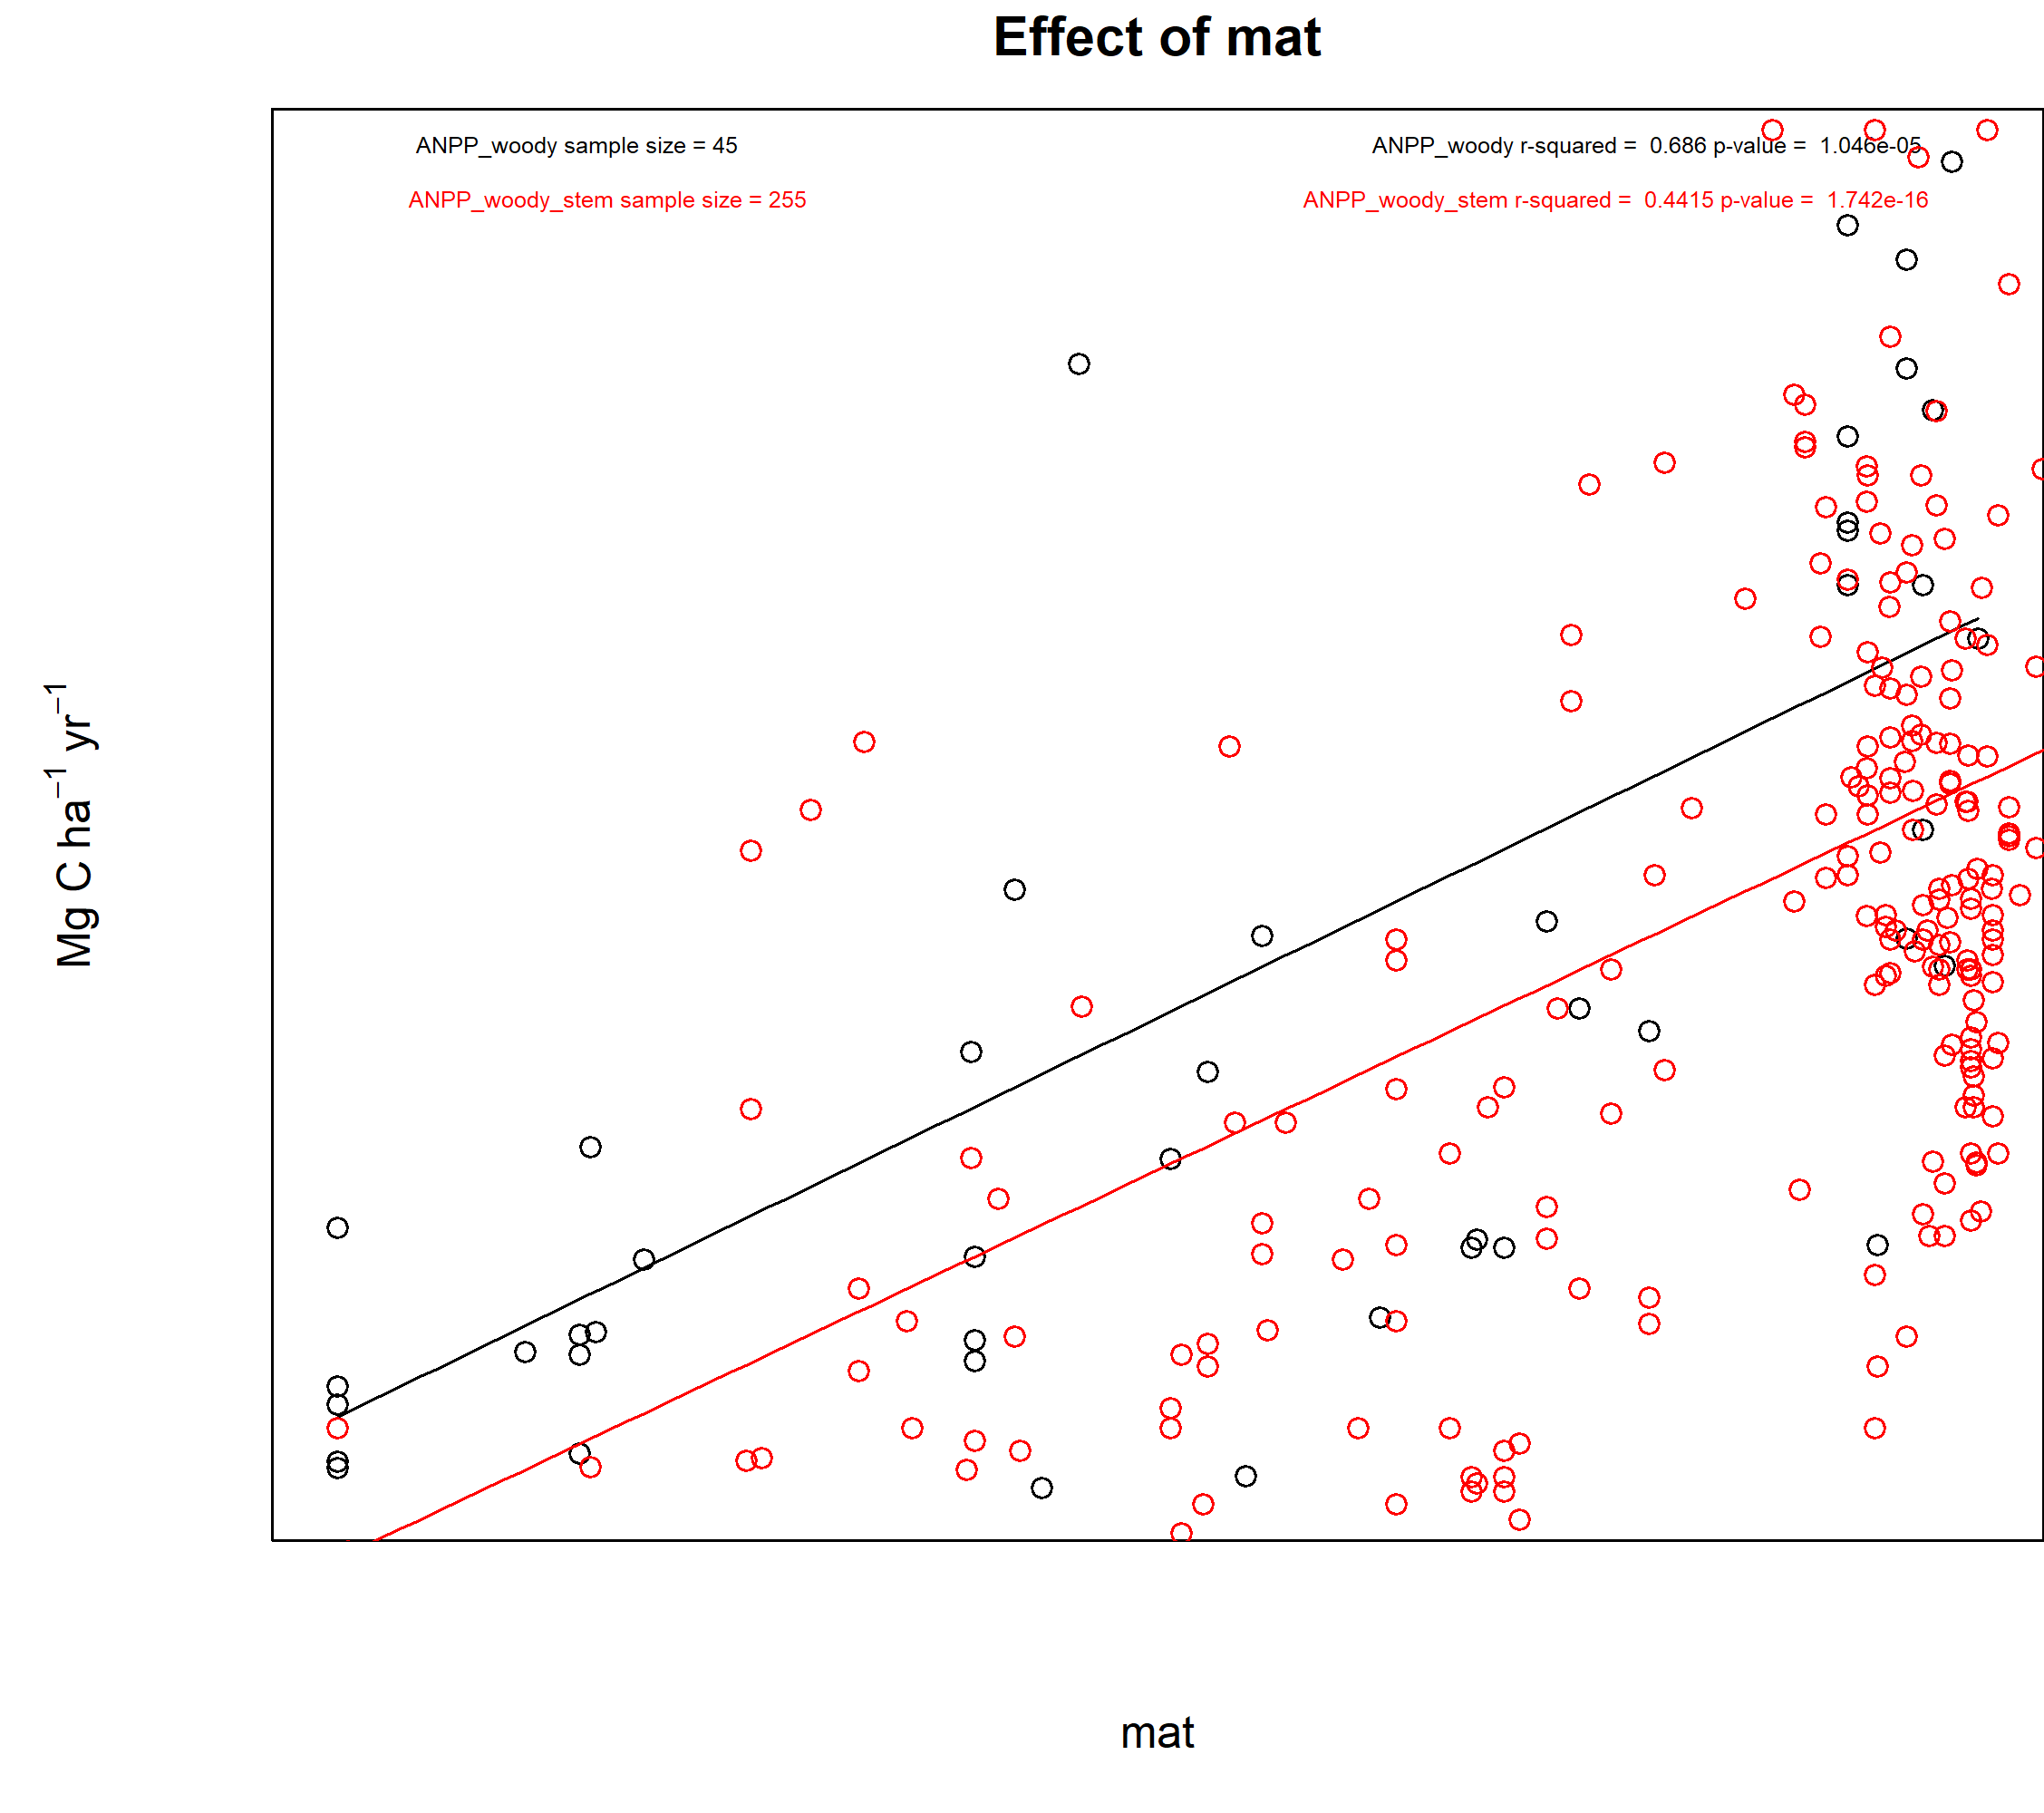 Effect of mat
ANPP_woody sample size = 45
ANPP_woody r-squared = 0.686 p-value = 1.046e-05
ANPP_woody_stem sample size = 255
ANPP_woody_stem r-squared = 0.4415 p-value = 1.742e-16
Mg C ha⁻¹ yr⁻¹
mat